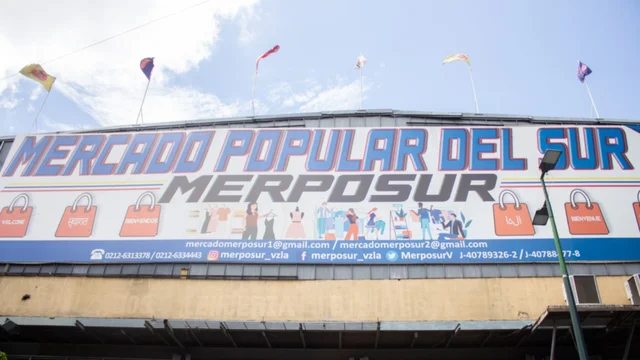 MERCADO POPULAR DEL SUR
MERPOSUR
WELCOME
BIENVENUE
BIENVENUE
mercadomerposur1@gmail.com / mercadomerposur2@gmail.com
0212-6313378 / 0212-6334443 merposur_vzla merposur_vzla MerposurV J-40789326-2 / J-40788